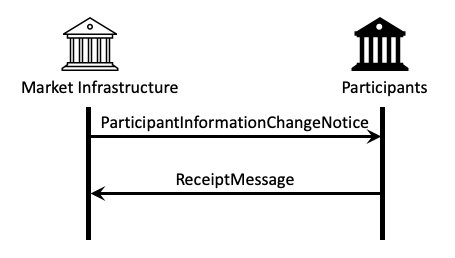 Market Infrastructure
Participants
ParticipantInformationChangeNotice
ReceiptMessage